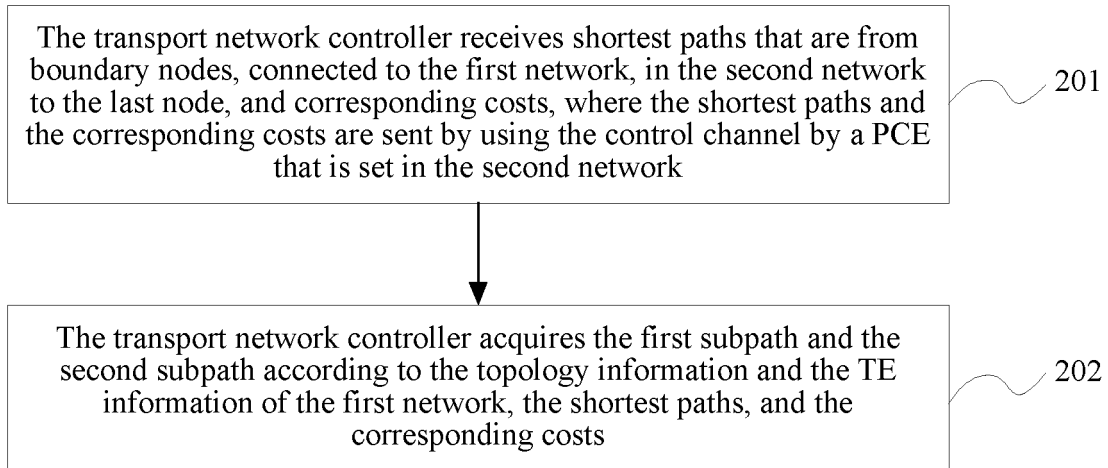 The transport network controller receives shortest paths that are from
boundary nodes, connected to the first network, in the second network
to the last node, and corresponding costs, where the shortest paths and
the corresponding costs are sent by using the control channel by a PCE
that is set in the second network
201
The transport network controller acquires the first subpath and the
second subpath according to the topology information and the TE
information of the first network, the shortest paths, and the
corresponding costs
202